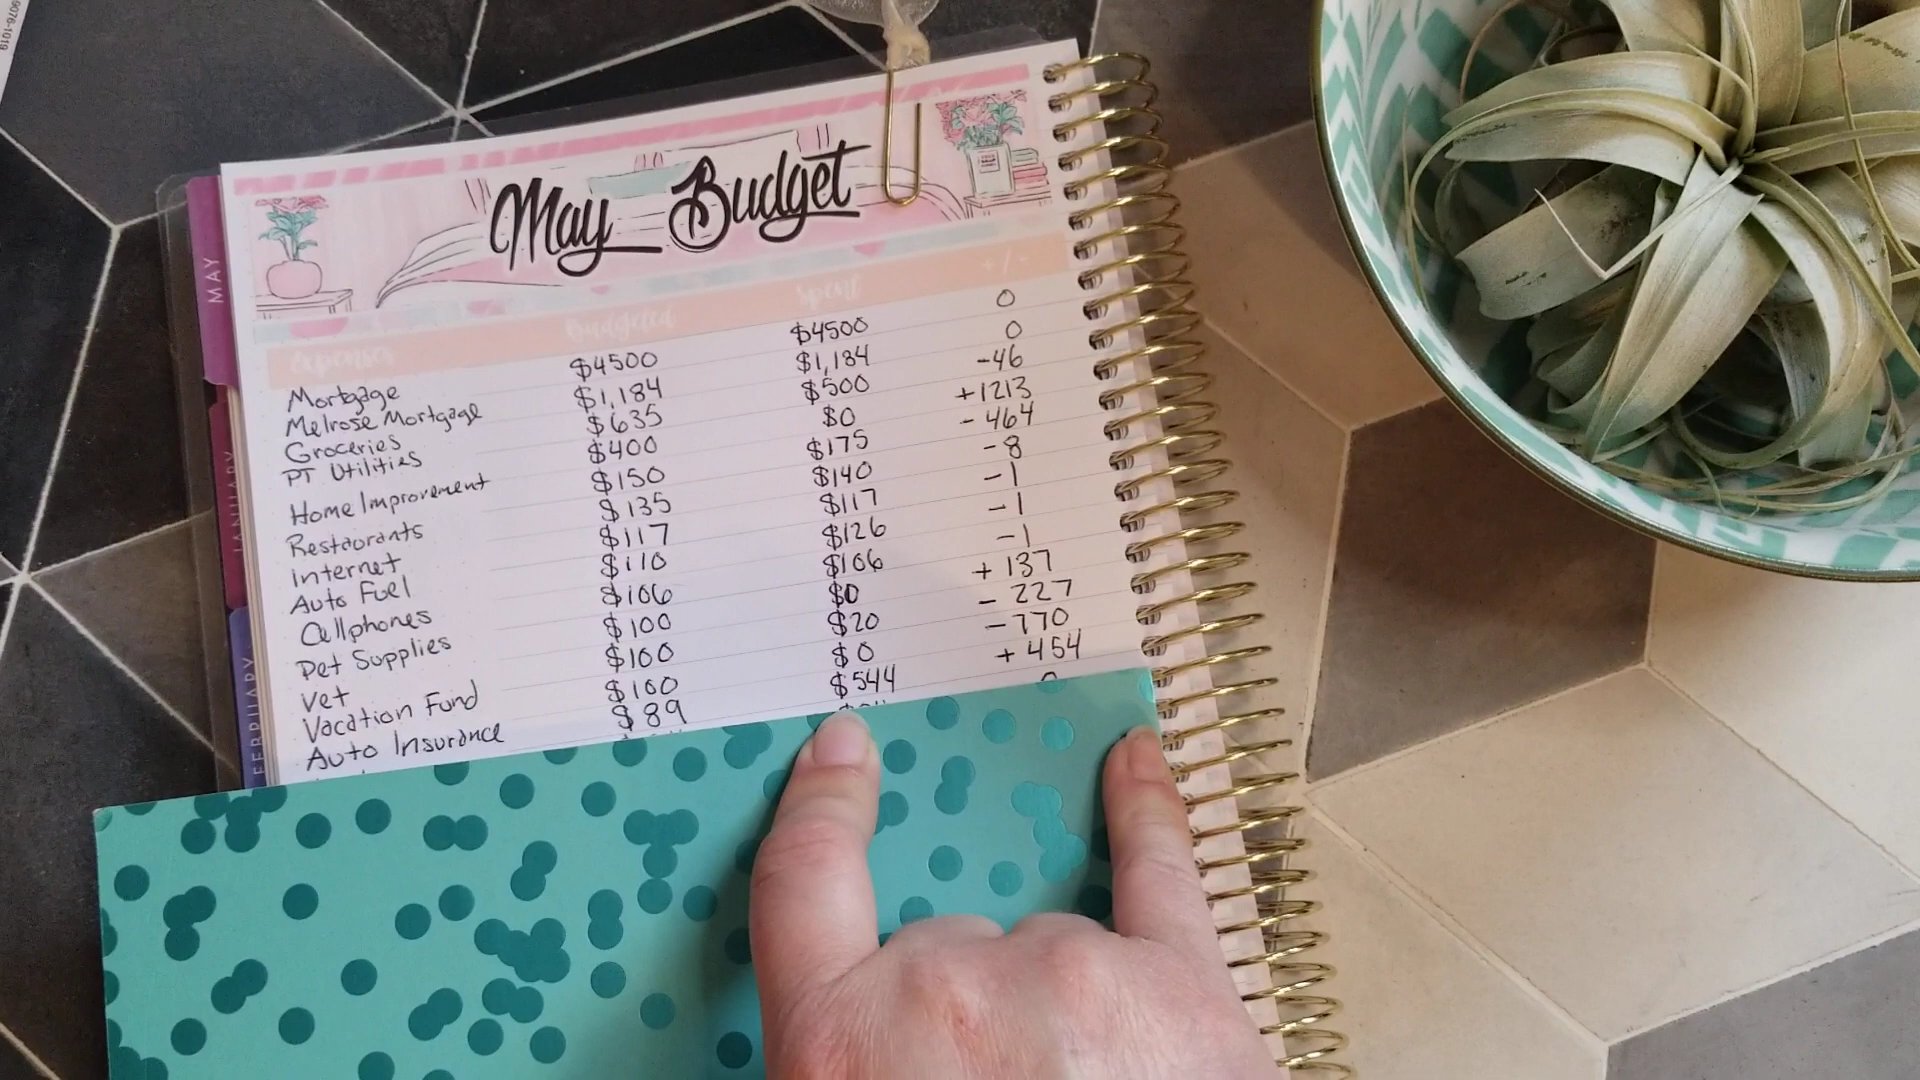 9076-1019
May Budget
Expenses Budgeted Spent +/-
Mortgage $4500 $4500 0
Melrose Mortgage $1,184 $1,184 0
Groceries $635 $500 -46
PT Utilities $400 $0 +1213
Home Improvement $150 $175 -464
Restaurants $135 $140 -8
Internet $117 $117 -1
Auto Fuel $110 $126 -1
Cellphones $106 $106 -1
Pet Supplies $100 $0 +137
Vet $100 $20 -227
Vacation Fund $100 $0 -770
Auto Insurance $89 $544 +454
MAY
JANUARY
FEBRUARY